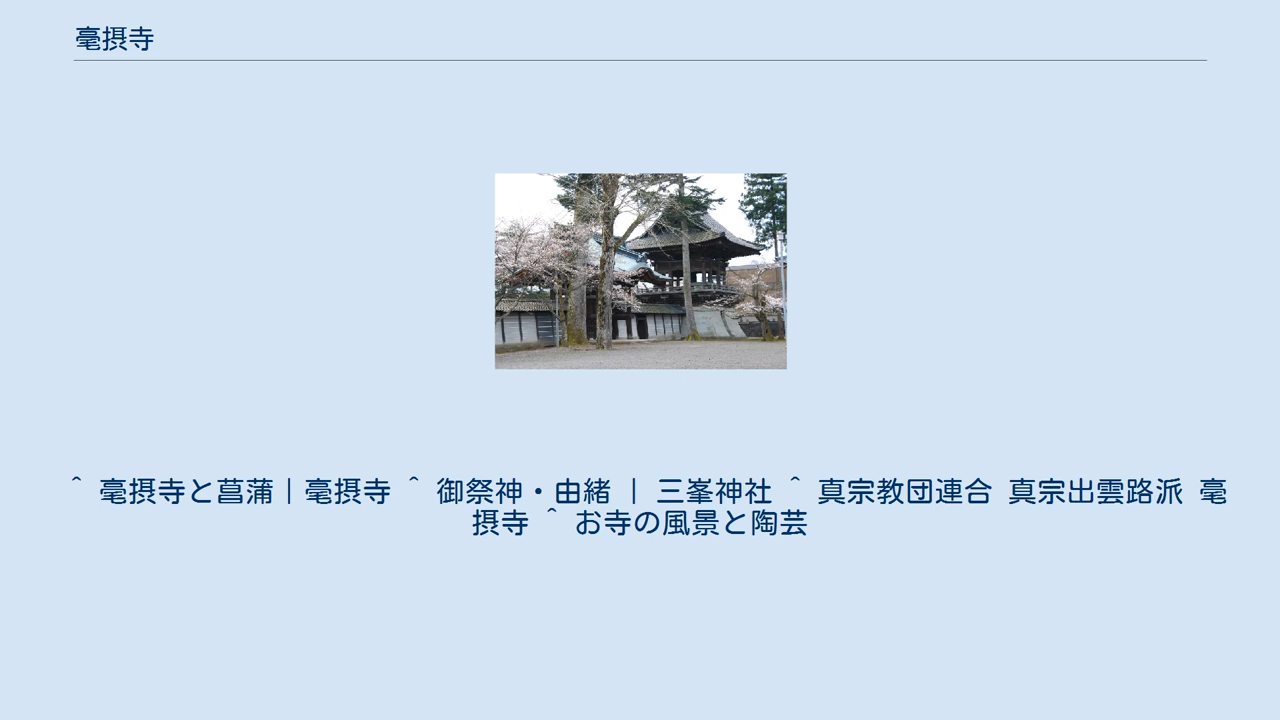 毫摂寺
＾ 毫摂寺と菖蒲｜毫摂寺 ＾ 御祭神・由緒 | 三峯神社 ＾ 真宗教団連合 真宗出雲路派 毫
摂寺 ＾ お寺の風景と陶芸